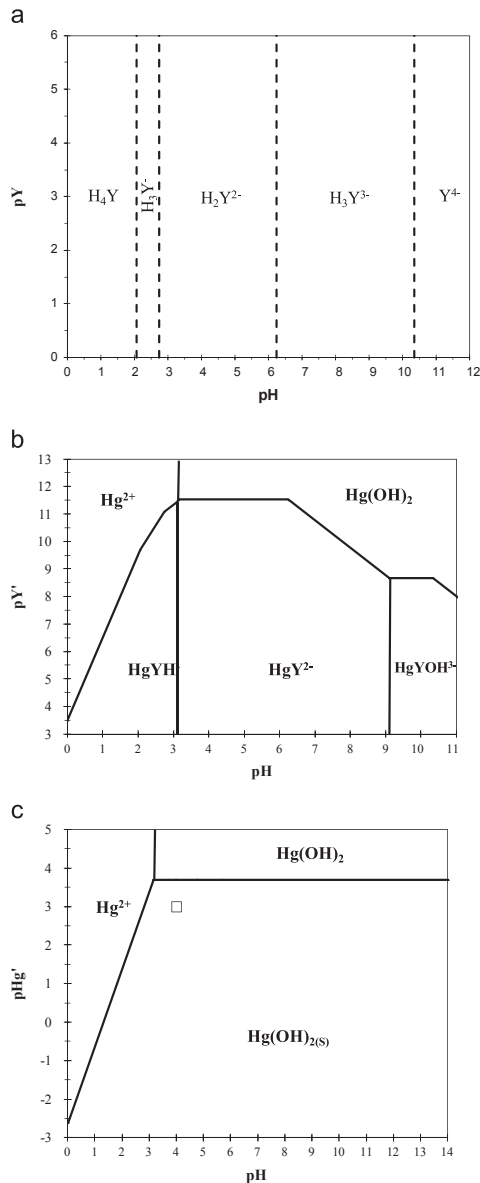 a
6
5
4
3
2
1
0
pY
H₄Y
H₃Y⁻
H₂Y²⁻
H₃Y³⁻
Y⁴⁻
0 1 2 3 4 5 6 7 8 9 10 11 12
pH
b
13
12
11
10
9
8
7
6
5
4
3
pY'
Hg²⁺
Hg(OH)₂
HgYH
HgY²⁻
HgYOH³⁻
0 1 2 3 4 5 6 7 8 9 10 11
pH
c
5
4
3
2
1
0
-1
-2
-3
pHg'
Hg(OH)₂
Hg²⁺
Hg(OH)₂₍S₎
0 1 2 3 4 5 6 7 8 9 10 11 12 13 14
pH